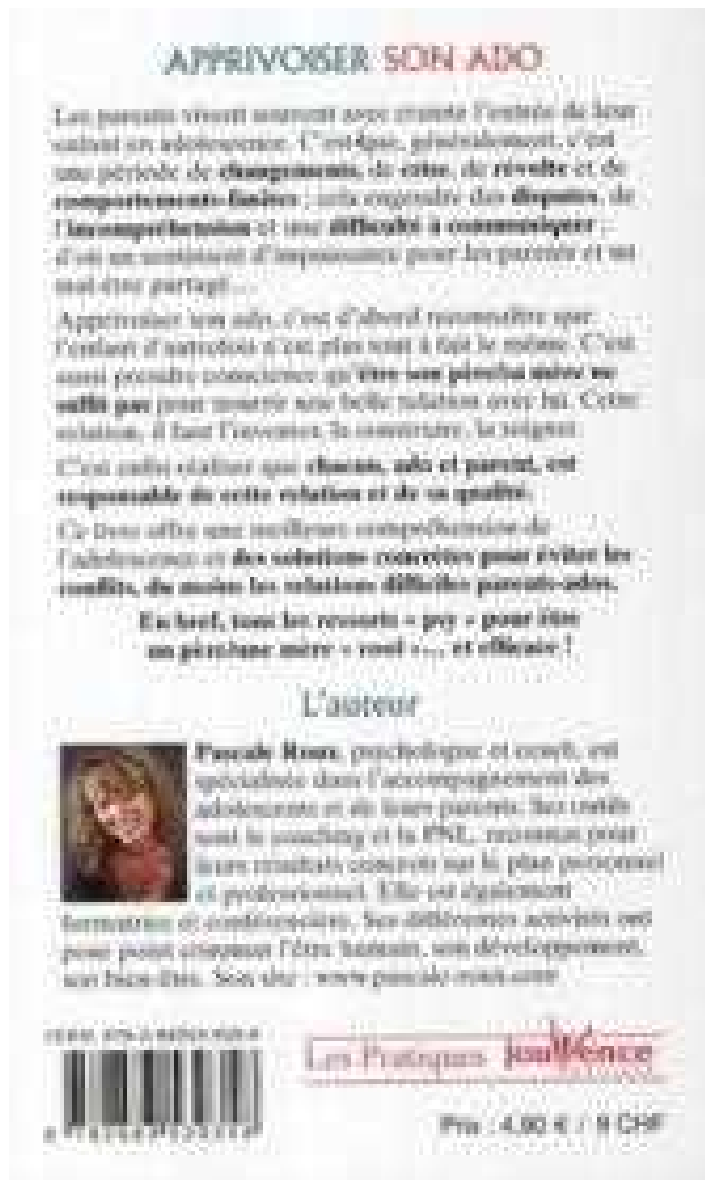 APPRIVOISER SON ADO
Les parents vivent souvent avec crainte l'entrée de leur
enfant en adolescence. C'est que, généralement, c'est
une période de changements, de crise, de révolte et de
comportements-limites ; cela engendre des disputes, de
l'incompréhension et une difficulté à communiquer ;
d'où un sentiment d'impuissance pour les parents et un
mal-être partagé...
Apprivoiser son ado, c'est d'abord reconnaître que
l'enfant d'autrefois n'est plus tout à fait le même. C'est
aussi prendre conscience qu'être son père/sa mère ne
suffit pas pour nourrir une belle relation avec lui. Cette
relation, il faut l'inventer, la construire, la soigner.
C'est enfin réaliser que chacun, ado et parent, est
responsable de cette relation et de sa qualité.
Ce livre offre une meilleure compréhension de
l'adolescence et des solutions concrètes pour éviter les
conflits, du moins les relations difficiles parents-ados.
En bref, tous les ressorts « psy » pour être
un père/une mère « cool »... et efficace !
L'auteur
Pascale Roux, psychologue et coach, est
spécialisée dans l'accompagnement des
adolescents et de leurs parents. Ses outils
sont le coaching et la PNL, reconnus pour
leurs résultats concrets sur le plan personnel
et professionnel. Elle est également
formatrice et conférencière. Ses différentes activités ont
pour point commun l'être humain, son développement,
son bien-être. Son site : www.pascale-roux.com
Les Pratiques Jouvence
Prix : 4,90 € / 9 CHF